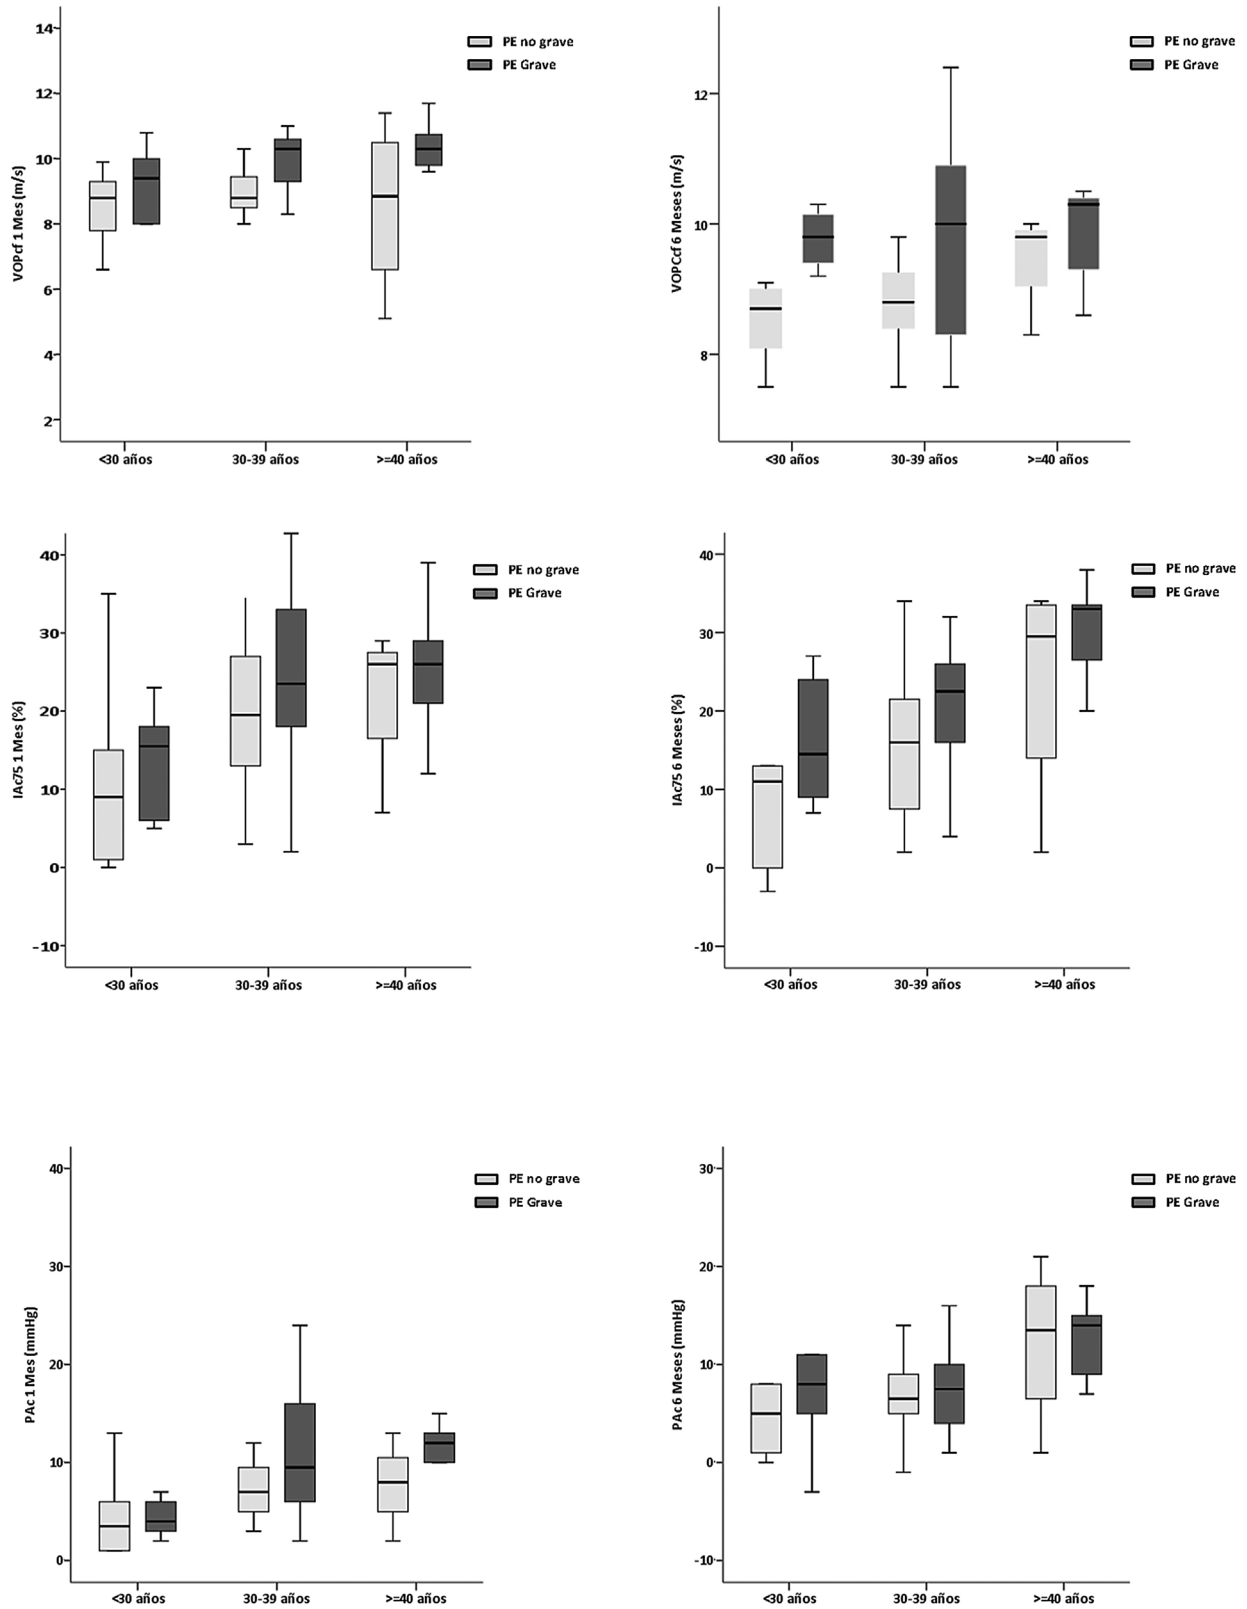 VOPcf 1 Mes (m/s)
14
12
10
8
6
4
2
<30 años
30-39 años
>=40 años
PE no grave
PE Grave
VOPCcf 6 Meses (m/s)
12
10
8
<30 años
30-39 años
>=40 años
PE no grave
PE Grave
IAc75 1 Mes (%)
40
30
20
10
0
-10
<30 años
30-39 años
>=40 años
PE no grave
PE Grave
IAc75 6 Meses (%)
40
30
20
10
0
-10
<30 años
30-39 años
>=40 años
PE no grave
PE Grave
PAc 1 Mes (mmHg)
40
30
20
10
0
<30 años
30-39 años
>=40 años
PE no grave
PE Grave
PAc 6 Meses (mmHg)
30
20
10
0
-10
<30 años
30-39 años
>=40 años
PE no grave
PE Grave